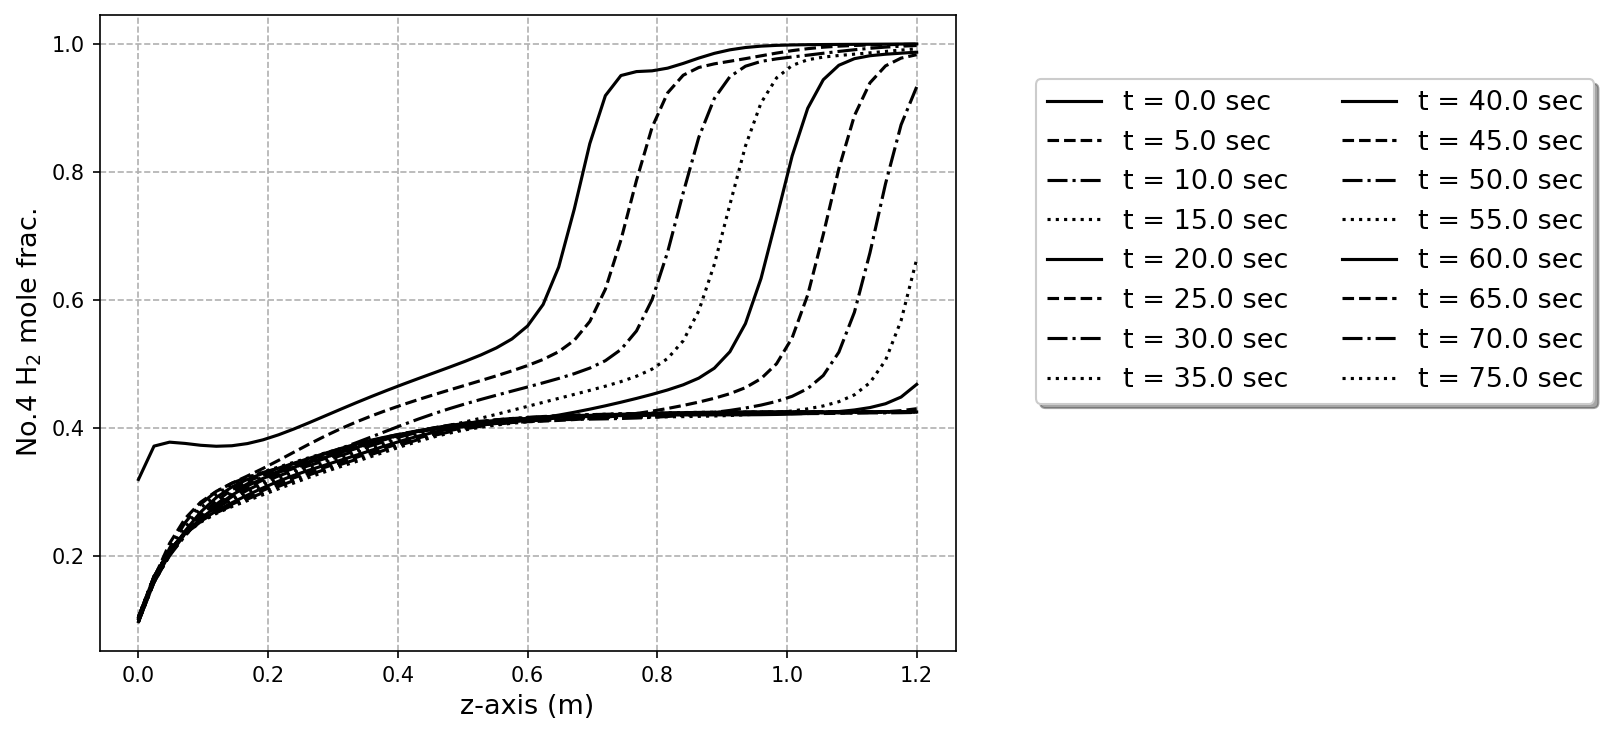 1.0
0.8
0.6
0.4
0.2
No.4 H₂ mole frac.
0.0 0.2 0.4 0.6 0.8 1.0 1.2
z-axis (m)
t = 0.0 sec
t = 5.0 sec
t = 10.0 sec
t = 15.0 sec
t = 20.0 sec
t = 25.0 sec
t = 30.0 sec
t = 35.0 sec
t = 40.0 sec
t = 45.0 sec
t = 50.0 sec
t = 55.0 sec
t = 60.0 sec
t = 65.0 sec
t = 70.0 sec
t = 75.0 sec